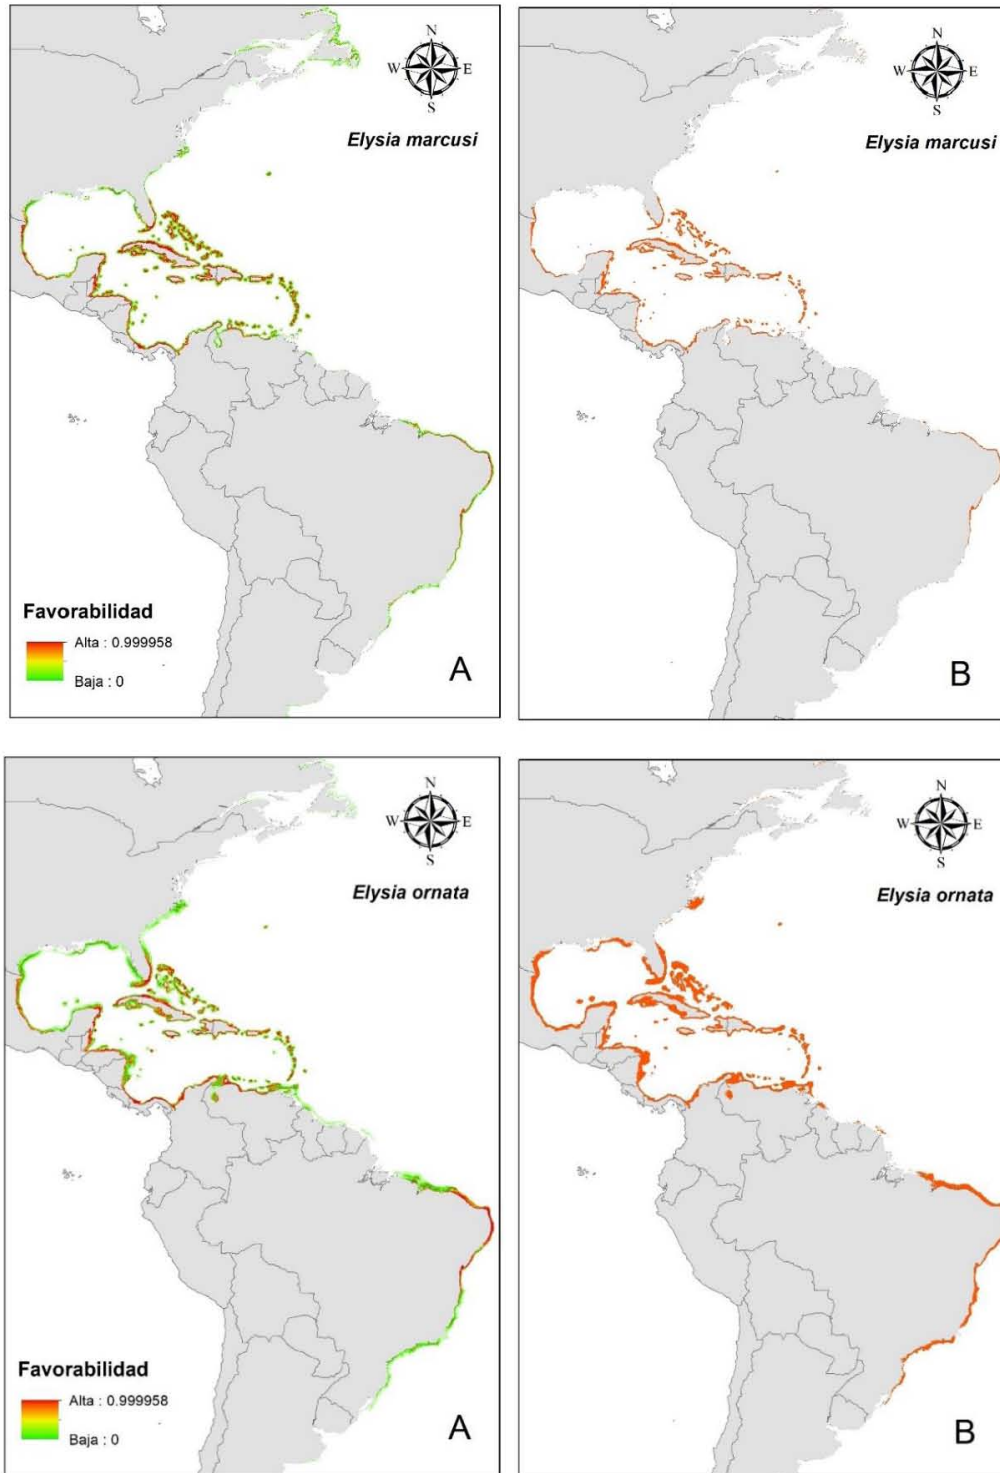 N
W E
S
Elysia marcusi
Favorabilidad
Alta : 0.999958
Baja : 0
A
N
W E
S
Elysia marcusi
B
N
W E
S
Elysia ornata
Favorabilidad
Alta : 0.999958
Baja : 0
A
N
W E
S
Elysia ornata
B